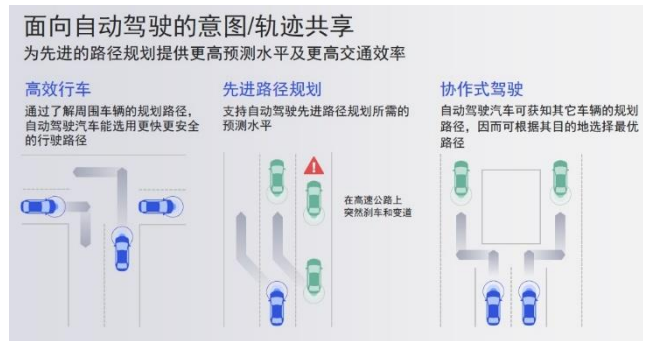 面向自动驾驶的意图/轨迹共享
为先进的路径规划提供更高预测水平及更高交通效率
高效行车
通过了解周围车辆的规划路径，
自动驾驶汽车能选用更快更安全
的行驶路径
先进路径规划
支持自动驾驶先进路径规划所需的
预测水平
在高速公路上
突然刹车和变道
协作式驾驶
自动驾驶汽车可获知其它车辆的规划
路径，因而可根据其目的地选择最优
路径